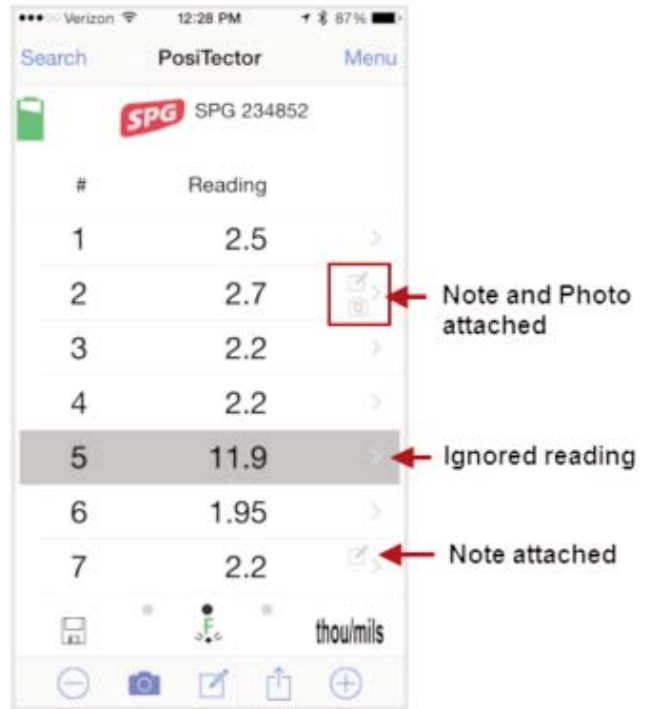 Verizon 12:28 PM 87%
Search PosiTector Menu
SPG SPG 234852
# Reading
1 2.5
2 2.7
Note and Photo
attached
3 2.2
4 2.2
5 11.9 Ignored reading
6 1.95
7 2.2 Note attached
F
thou/mils